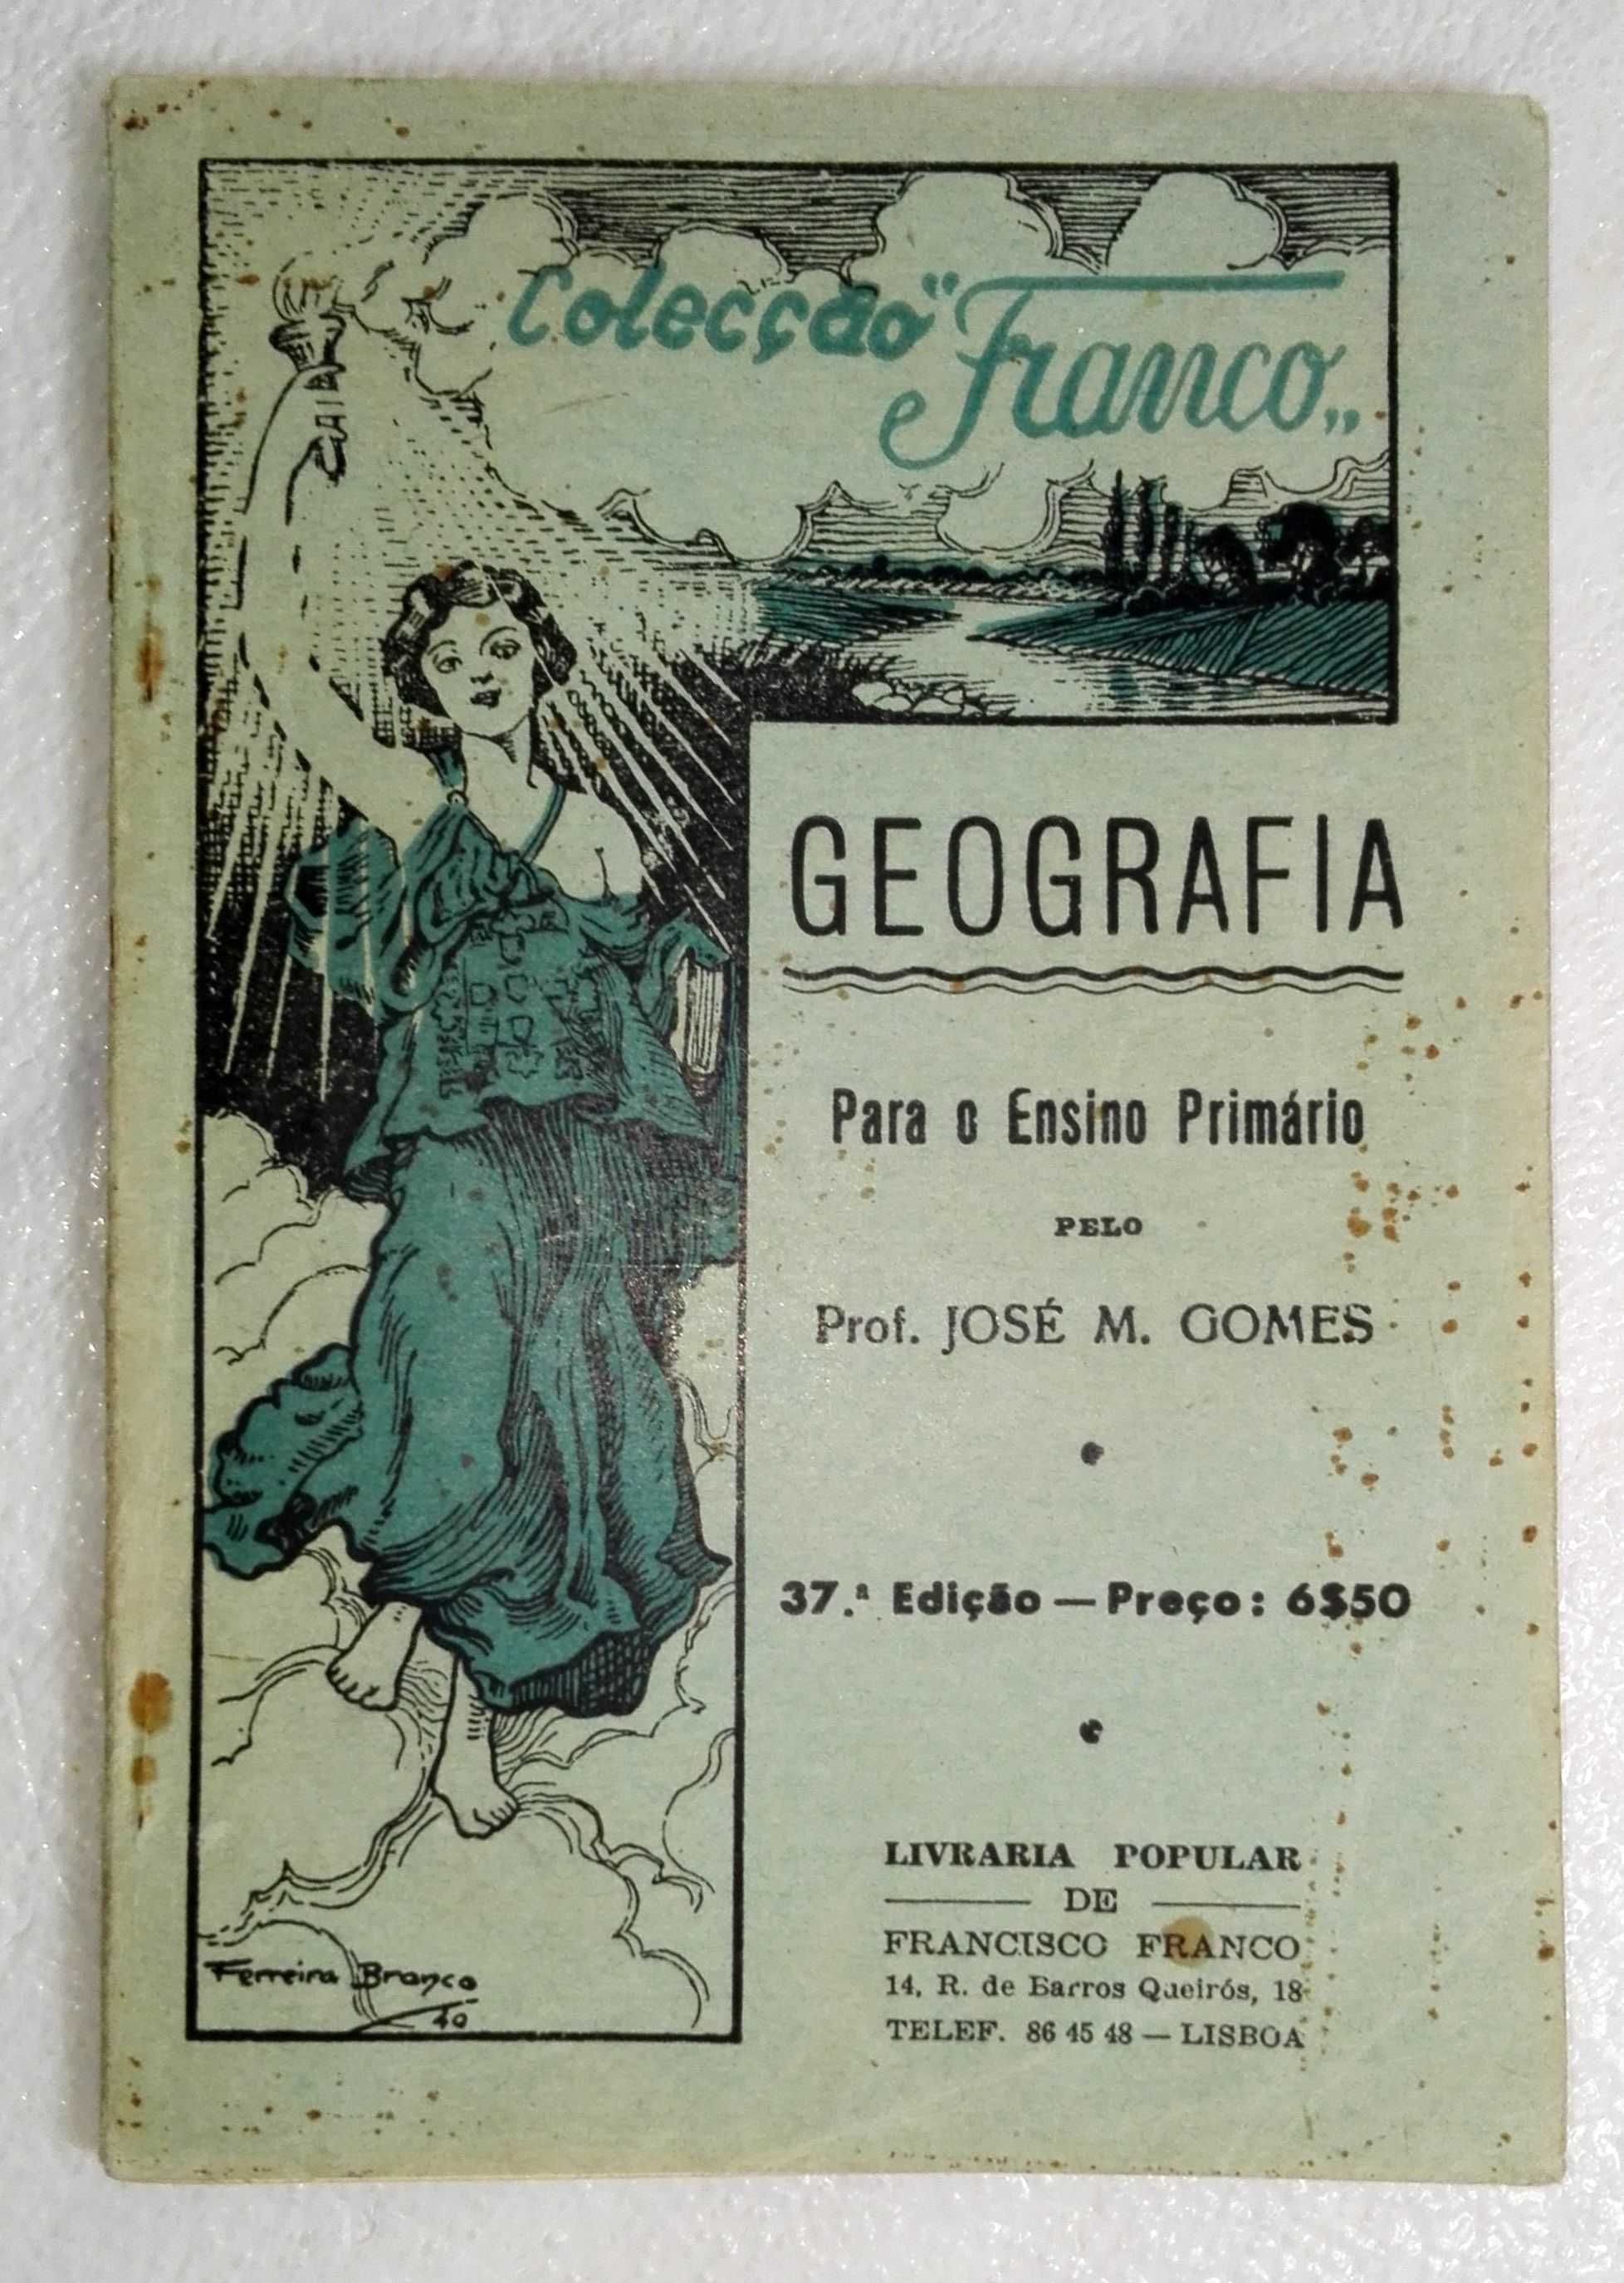 Colecção "Franco"
GEOGRAFIA
Para o Ensino Primário
PELO
Prof. JOSÉ M. GOMES
37.ª Edição — Preço: 6$50
LIVRARIA POPULAR
DE
FRANCISCO FRANCO
14, R. de Barros Queirós, 18
TELEF. 86 45 48 — LISBOA
Ferreira Branco
40